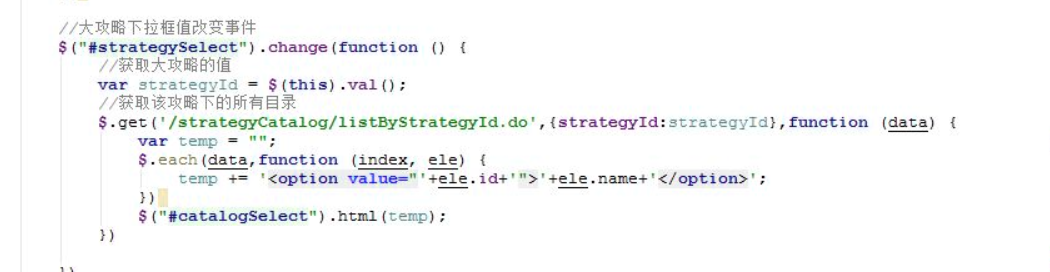 //大攻略下拉框值改变事件
$("#strategySelect").change(function () {
//获取大攻略的值
var strategyId = $(this).val();
//获取该攻略下的所有目录
$.get('/strategyCatalog/listByStrategyId.do',{strategyId:strategyId},function (data) {
var temp = "";
$.each(data,function (index, ele) {
temp += '<option value="'+ele.id+'">'+ele.name+'</option>';
})
$("#catalogSelect").html(temp);
})